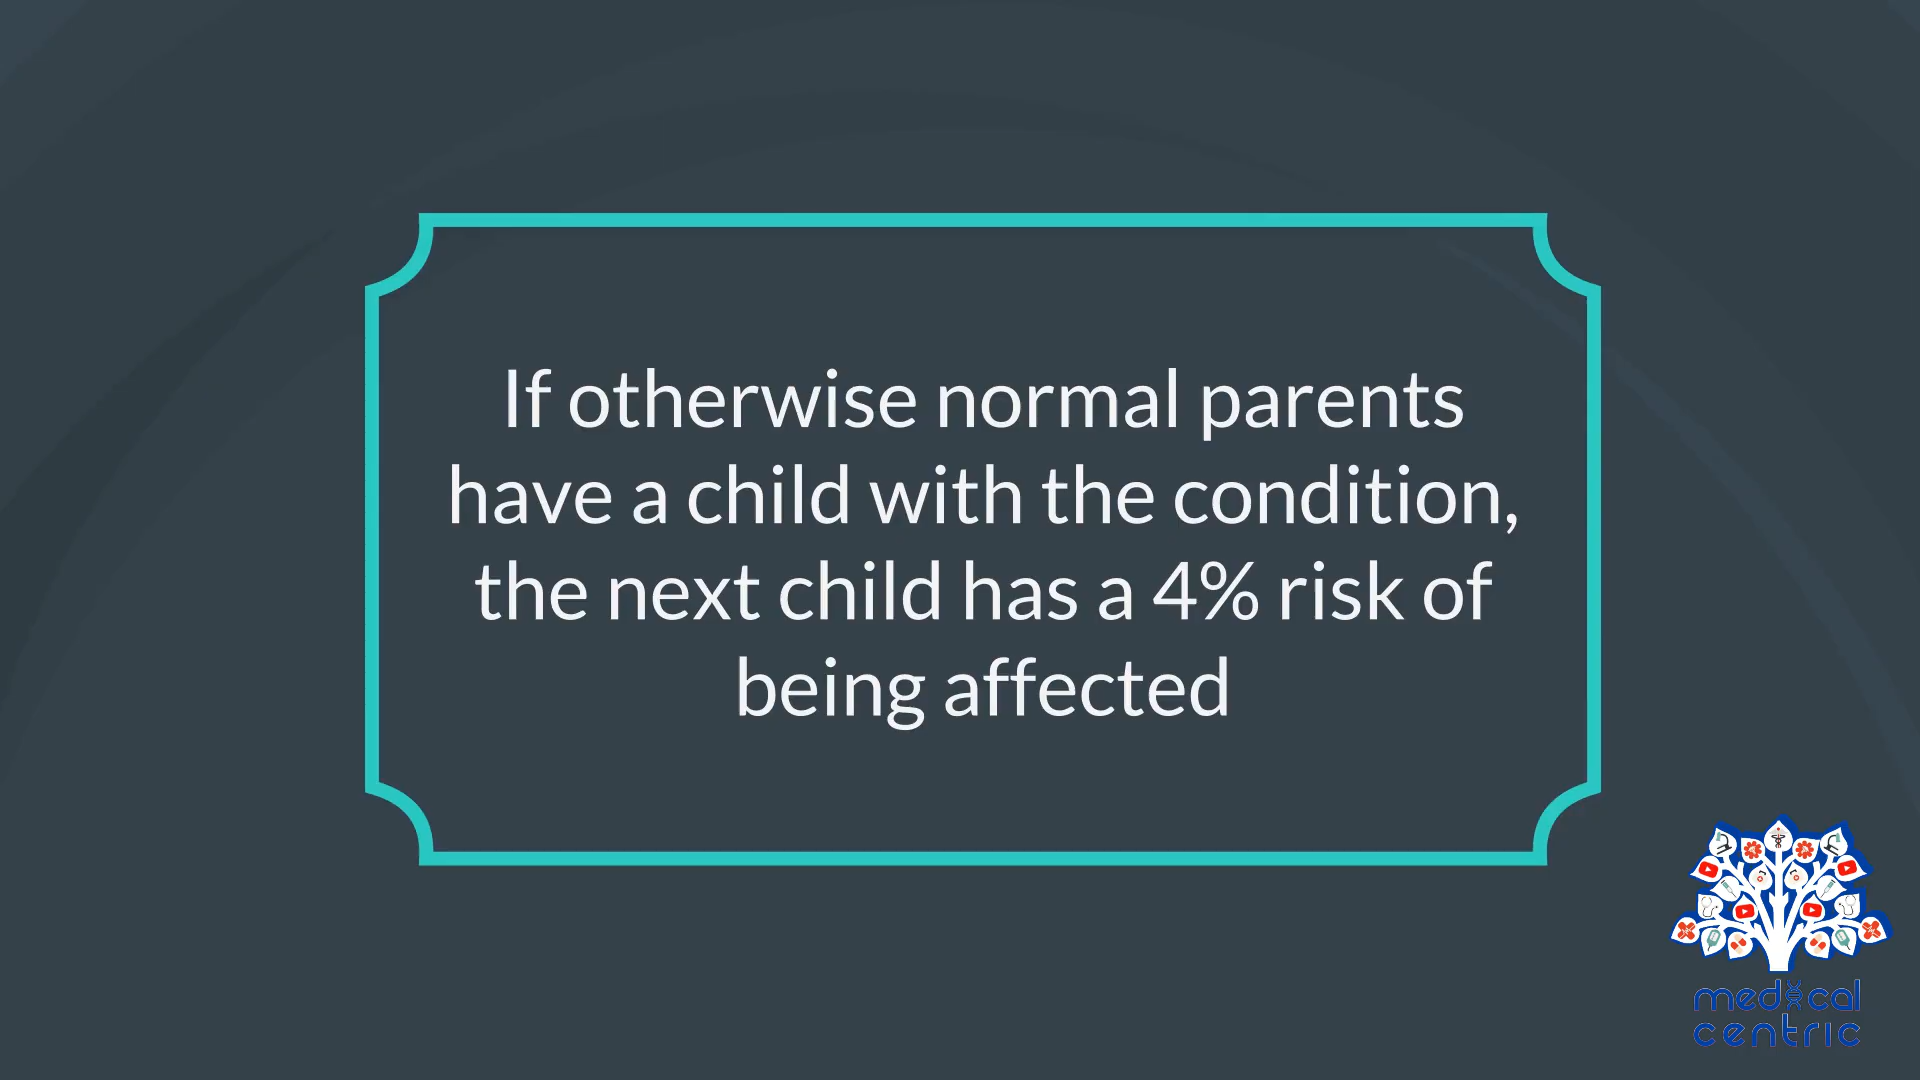 If otherwise normal parents
have a child with the condition,
the next child has a 4% risk of
being affected
medical
centric